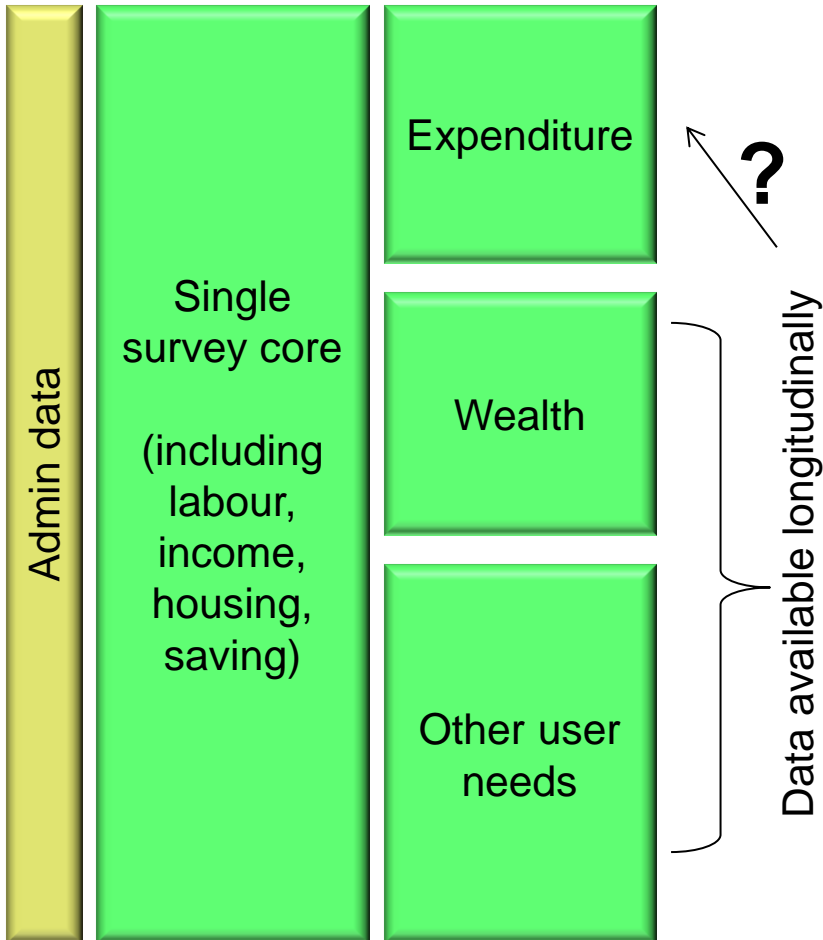 Admin data
Single
survey core
(including
labour,
income,
housing,
saving)
Expenditure
Wealth
Other user
needs
?
Data available longitudinally